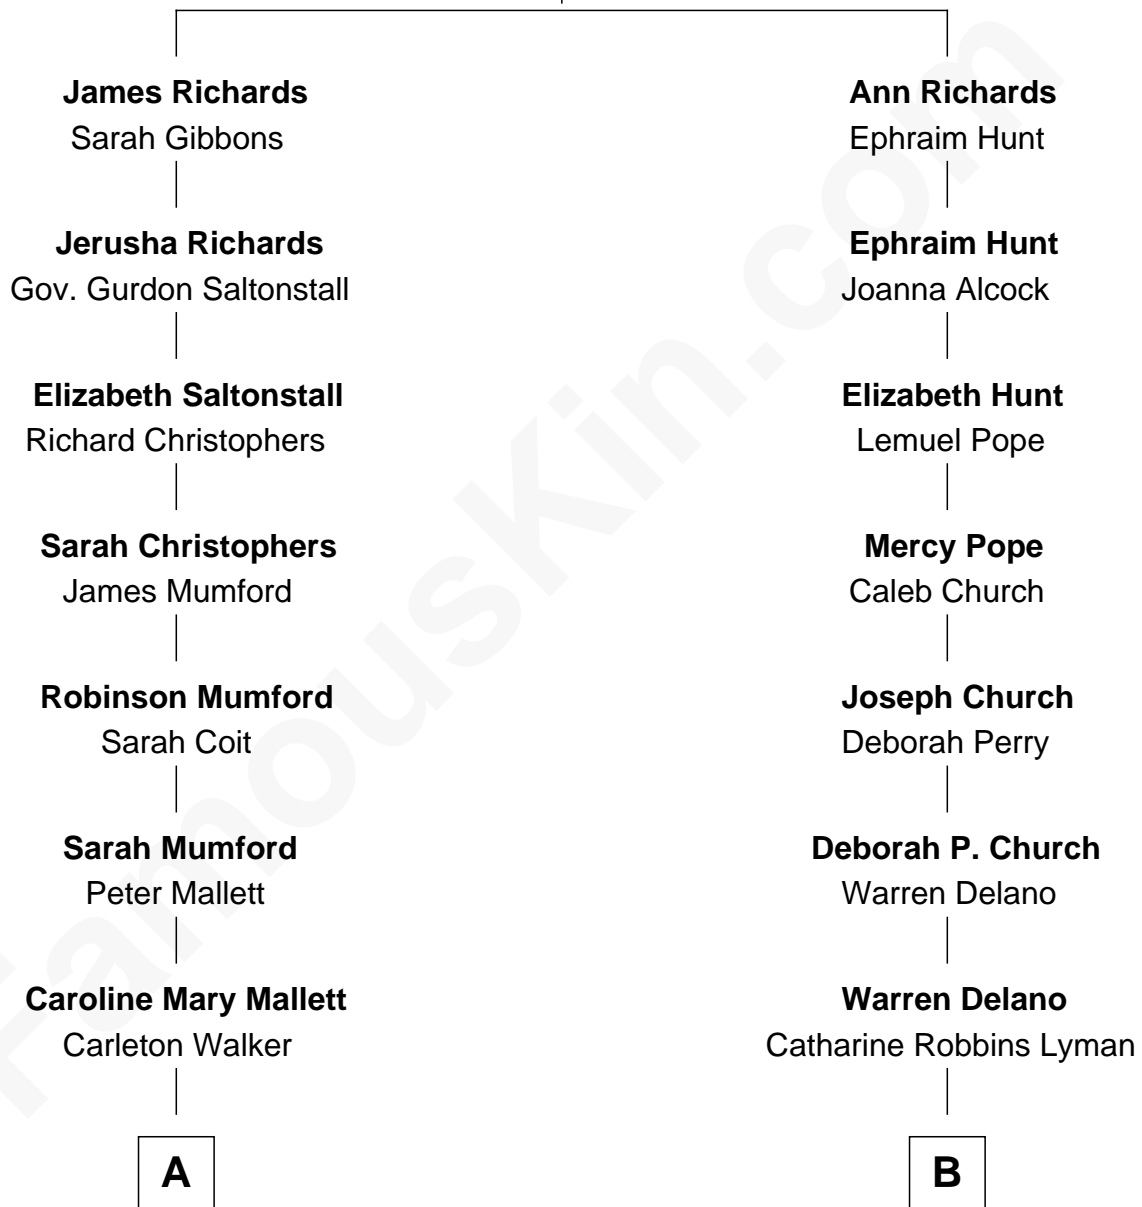 James Richards
Sarah Gibbons
Jerusha Richards
Gov. Gurdon Saltonstall
Elizabeth Saltonstall
Richard Christophers
Sarah Christophers
James Mumford
Robinson Mumford
Sarah Coit
Sarah Mumford
Peter Mallett
Caroline Mary Mallett
Carleton Walker
A
Ann Richards
Ephraim Hunt
Ephraim Hunt
Joanna Alcock
Elizabeth Hunt
Lemuel Pope
Mercy Pope
Caleb Church
Joseph Church
Deborah Perry
Deborah P. Church
Warren Delano
Warren Delano
Catharine Robbins Lyman
B
FamousKin.com